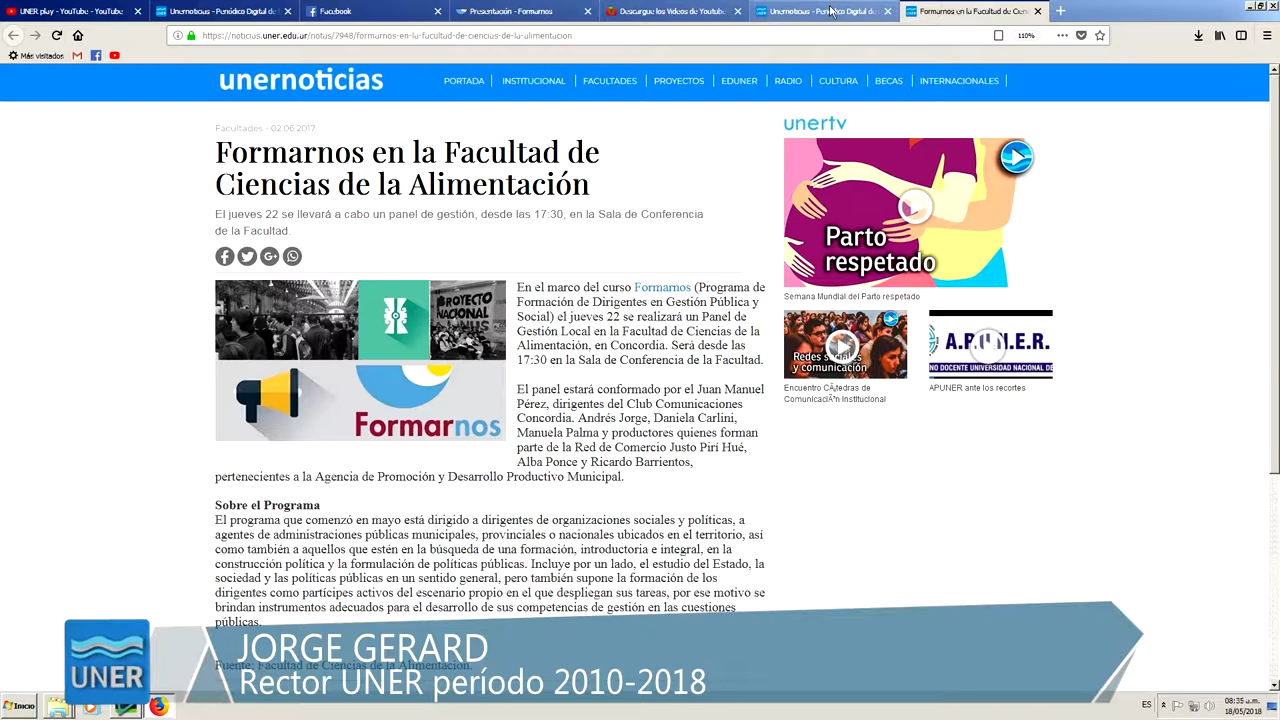 UNER play - YouTube - YouTube
Unernoticias - Periódico Digital de
Facebook
Presentación - Formarnos
Descargue los Videos de Youtube
Unernoticias - Periódico Digital de
Formarnos en la Facultad de Cien
https://noticias.uner.edu.ar/notas/7948/formarnos-en-la-facultad-de-ciencias-de-la-alimentacion
110%
Más visitados
unernoticias
PORTADA
INSTITUCIONAL
FACULTADES
PROYECTOS
EDUNER
RADIO
CULTURA
BECAS
INTERNACIONALES
Facultades - 02.06 2017
Formarnos en la Facultad de
Ciencias de la Alimentación
El jueves 22 se llevará a cabo un panel de gestión, desde las 17.30, en la Sala de Conferencia
de la Facultad.
PROYECTO
NACIONAL
Formarnos
En el marco del curso Formarnos (Programa de
Formación de Dirigentes en Gestión Pública y
Social) el jueves 22 se realizará un Panel de
Gestión Local en la Facultad de Ciencias de la
Alimentación, en Concordia. Será desde las
17:30 en la Sala de Conferencia de la Facultad.
El panel estará conformado por el Juan Manuel
Pérez, dirigentes del Club Comunicaciones
Concordia. Andrés Jorge, Daniela Carlini,
Manuela Palma y productores quienes forman
parte de la Red de Comercio Justo Pirí Hué,
Alba Ponce y Ricardo Barrientos,
pertenecientes a la Agencia de Promoción y Desarrollo Productivo Municipal.
Sobre el Programa
El programa que comenzó en mayo está dirigido a dirigentes de organizaciones sociales y políticas, a
agentes de administraciones públicas municipales, provinciales o nacionales ubicados en el territorio, así
como también a aquellos que estén en la búsqueda de una formación, introductoria e integral, en la
construcción política y la formulación de políticas públicas. Incluye por un lado, el estudio del Estado, la
sociedad y las políticas públicas en un sentido general, pero también supone la formación de los
dirigentes como partícipes activos del escenario propio en el que despliegan sus tareas, por ese motivo se
brindan instrumentos adecuados para el desarrollo de sus competencias de gestión en las cuestiones
públicas.
Fuente: Facultad de Ciencias de la Alimentación.
unertv
Parto
respetado
Semana Mundial del Parto respetado
Redes sociales
y comunicación
Encuentro CÃ¡tedras de
ComunicaciÃ³n Institucional
A.P.U.N.E.R.
NO DOCENTE UNIVERSIDAD NACIONAL DE
APUNER ante los recortes
UNER
JORGE GERARD
Rector UNER período 2010-2018
Inicio
ES
08:35 a.m.
18/05/2018